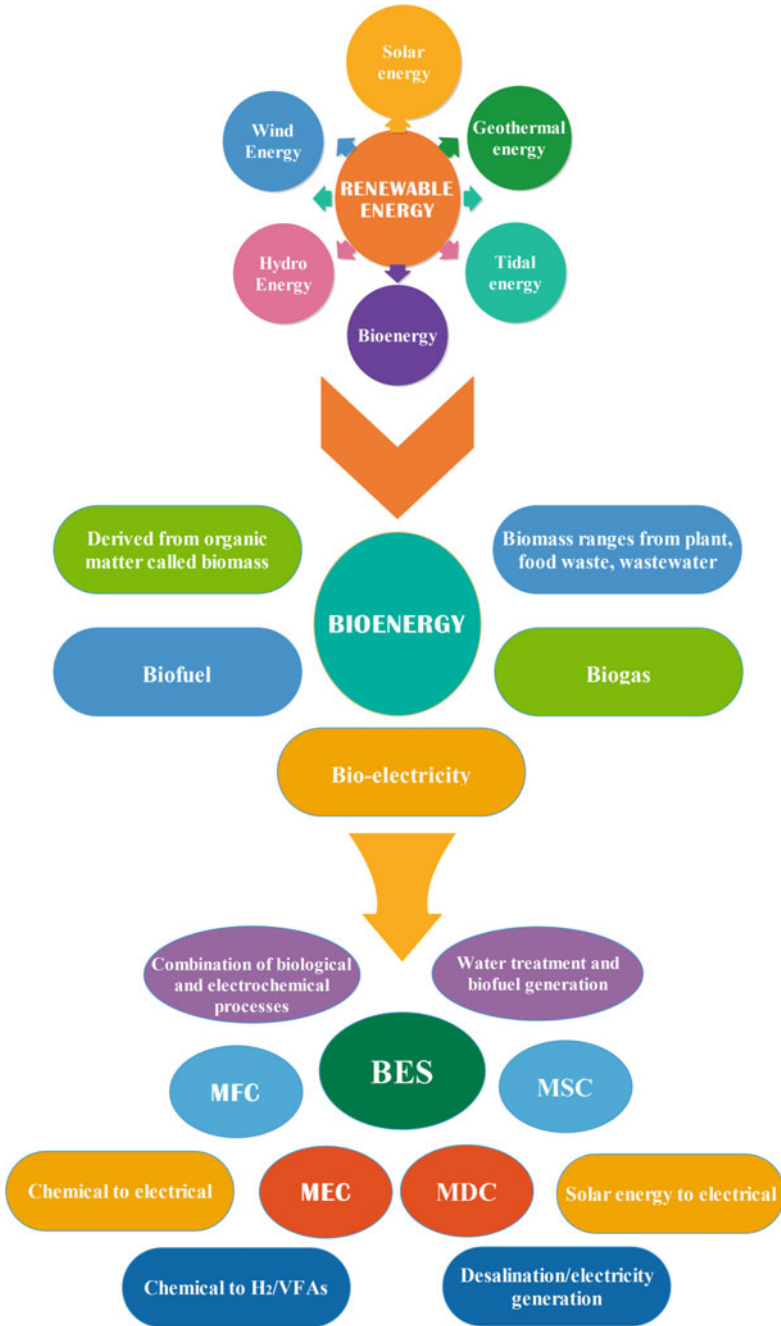 Solar
energy
Wind
Energy
Geothermal
energy
RENEWABLE
ENERGY
Hydro
Energy
Tidal
energy
Bioenergy
Derived from organic
matter called biomass
Biomass ranges from plant,
food waste, wastewater
BIOENERGY
Biofuel
Biogas
Bio-electricity
Combination of biological
and electrochemical
processes
Water treatment and
biofuel generation
BES
MFC
MSC
MEC
MDC
Chemical to electrical
Solar energy to electrical
Chemical to H₂/VFAs
Desalination/electricity
generation